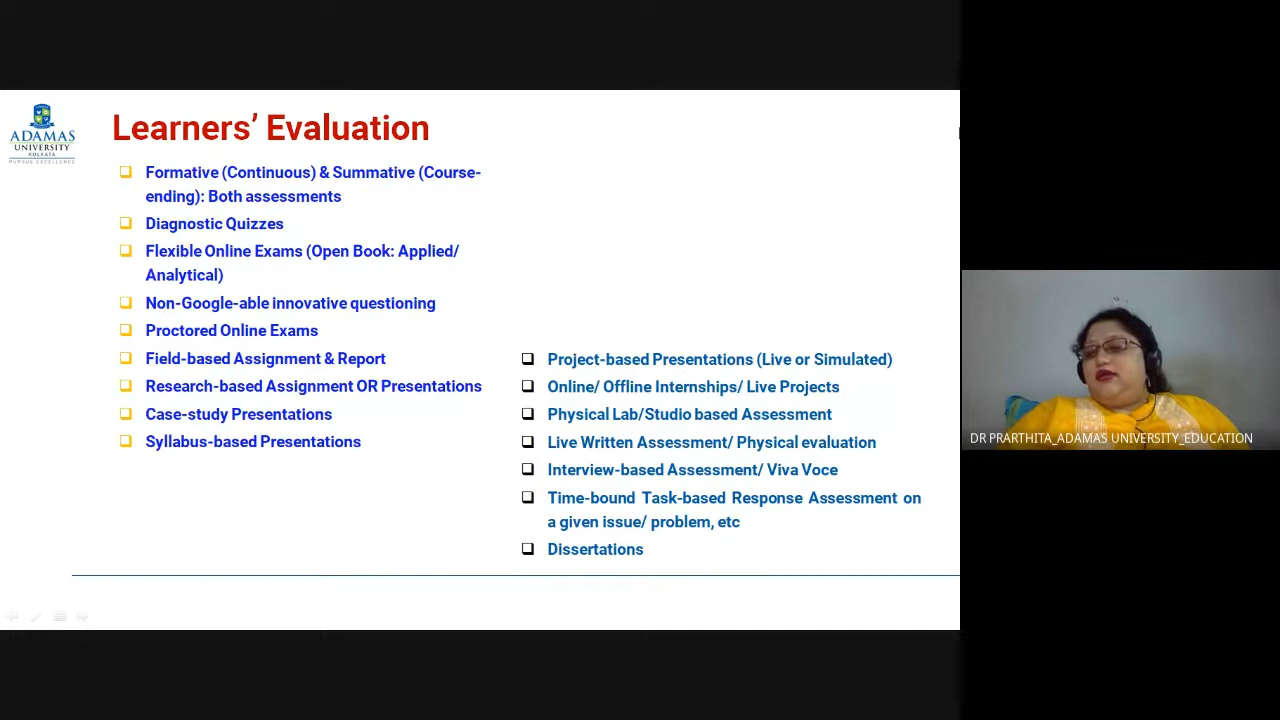 ADAMAS
UNIVERSITY
KOLKATA
PURSUE EXCELLENCE
Learners’ Evaluation
Formative (Continuous) & Summative (Course-
ending): Both assessments
Diagnostic Quizzes
Flexible Online Exams (Open Book: Applied/
Analytical)
Non-Google-able innovative questioning
Proctored Online Exams
Field-based Assignment & Report
Research-based Assignment OR Presentations
Case-study Presentations
Syllabus-based Presentations
Project-based Presentations (Live or Simulated)
Online/ Offline Internships/ Live Projects
Physical Lab/Studio based Assessment
Live Written Assessment/ Physical evaluation
Interview-based Assessment/ Viva Voce
Time-bound Task-based Response Assessment on
a given issue/ problem, etc
Dissertations
DR PRARTHITA_ADAMAS UNIVERSITY_EDUCATION